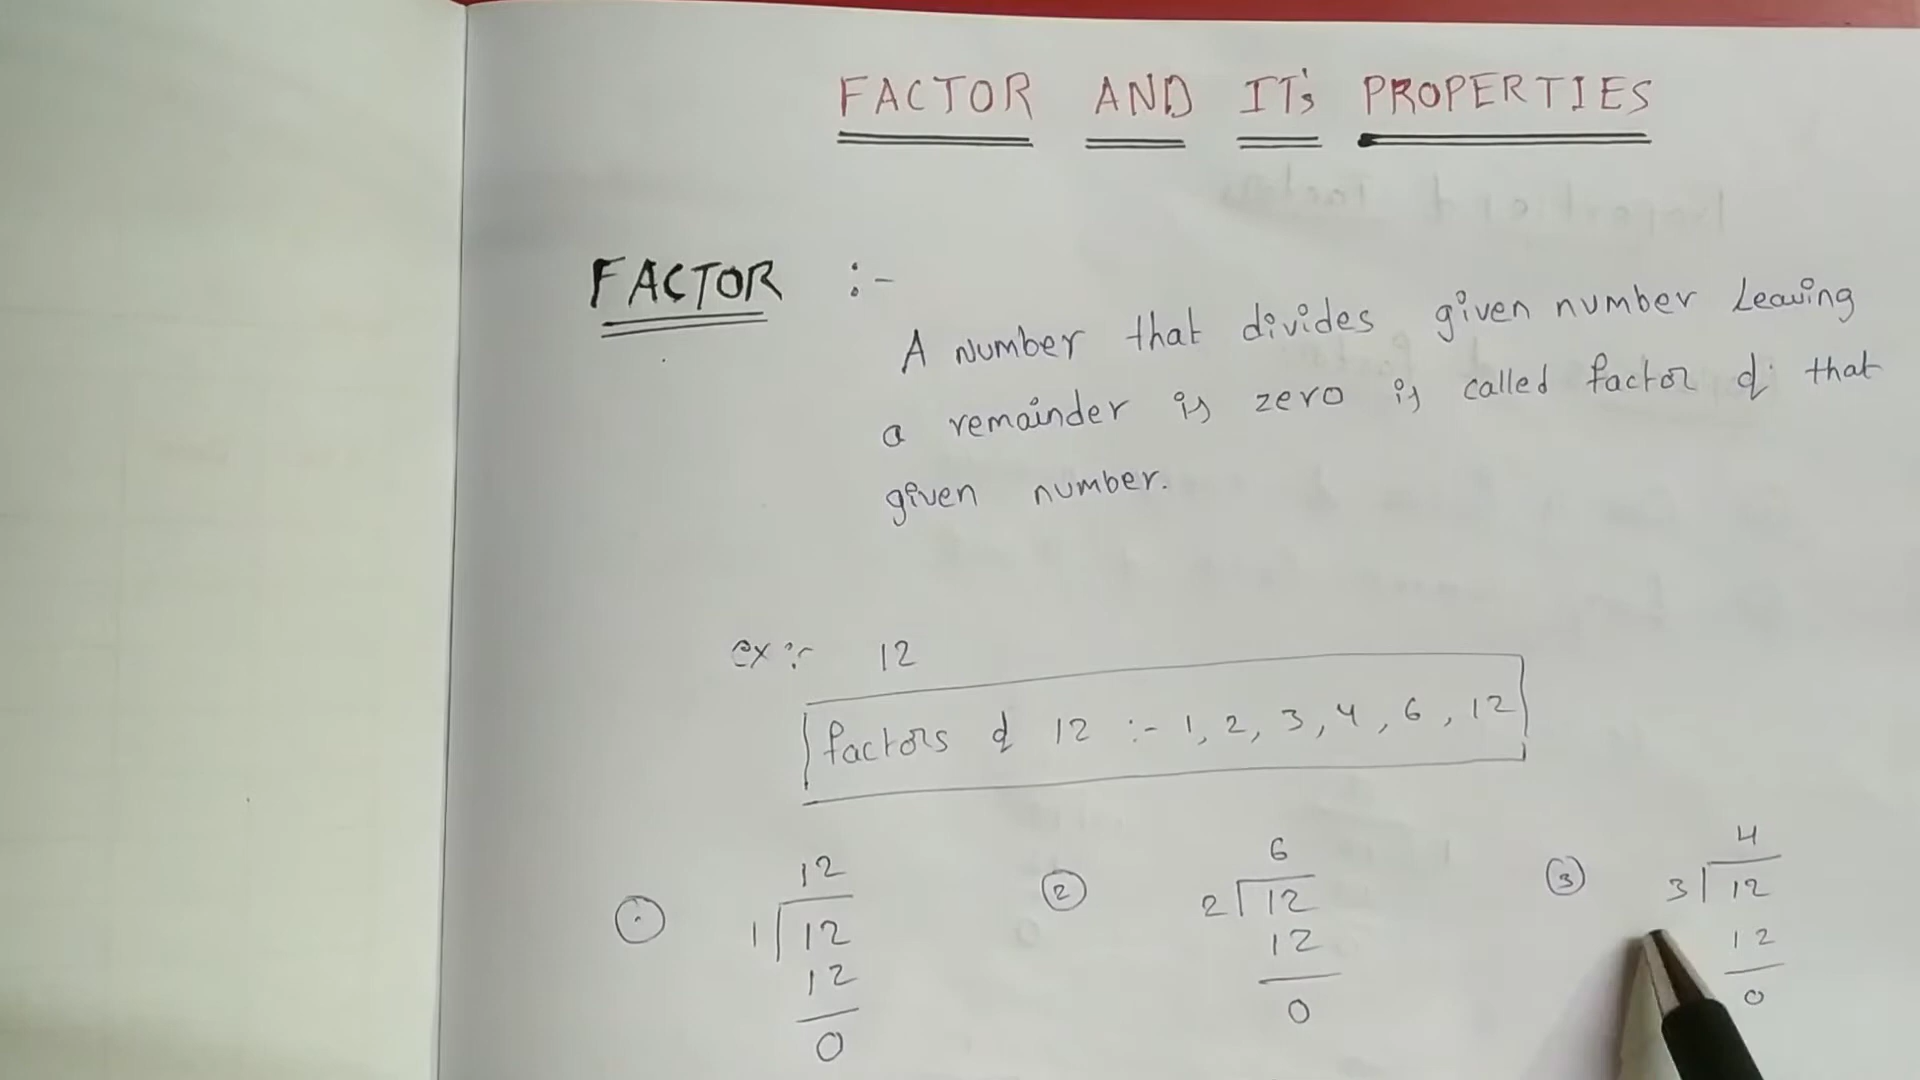 FACTOR AND IT's PROPERTIES
FACTOR :-
A number that divides given number Leaving
a remainder is zero is called factor of that
given number.
ex :- 12
factors of 12 :- 1, 2, 3, 4, 6, 12
12
1 12
12
0
2
6
2 12
12
0
3
4
3 12
12
0